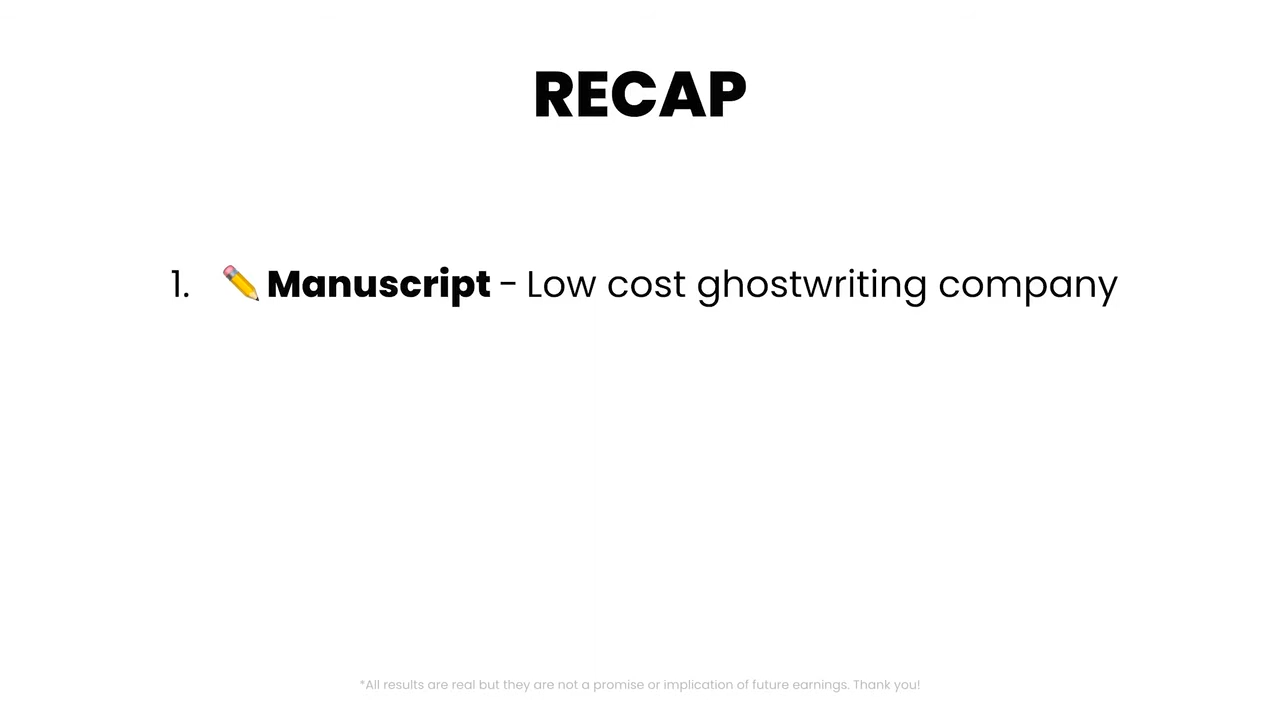 RECAP
1. ✏️ Manuscript - Low cost ghostwriting company
*All results are real but they are not a promise or implication of future earnings. Thank you!